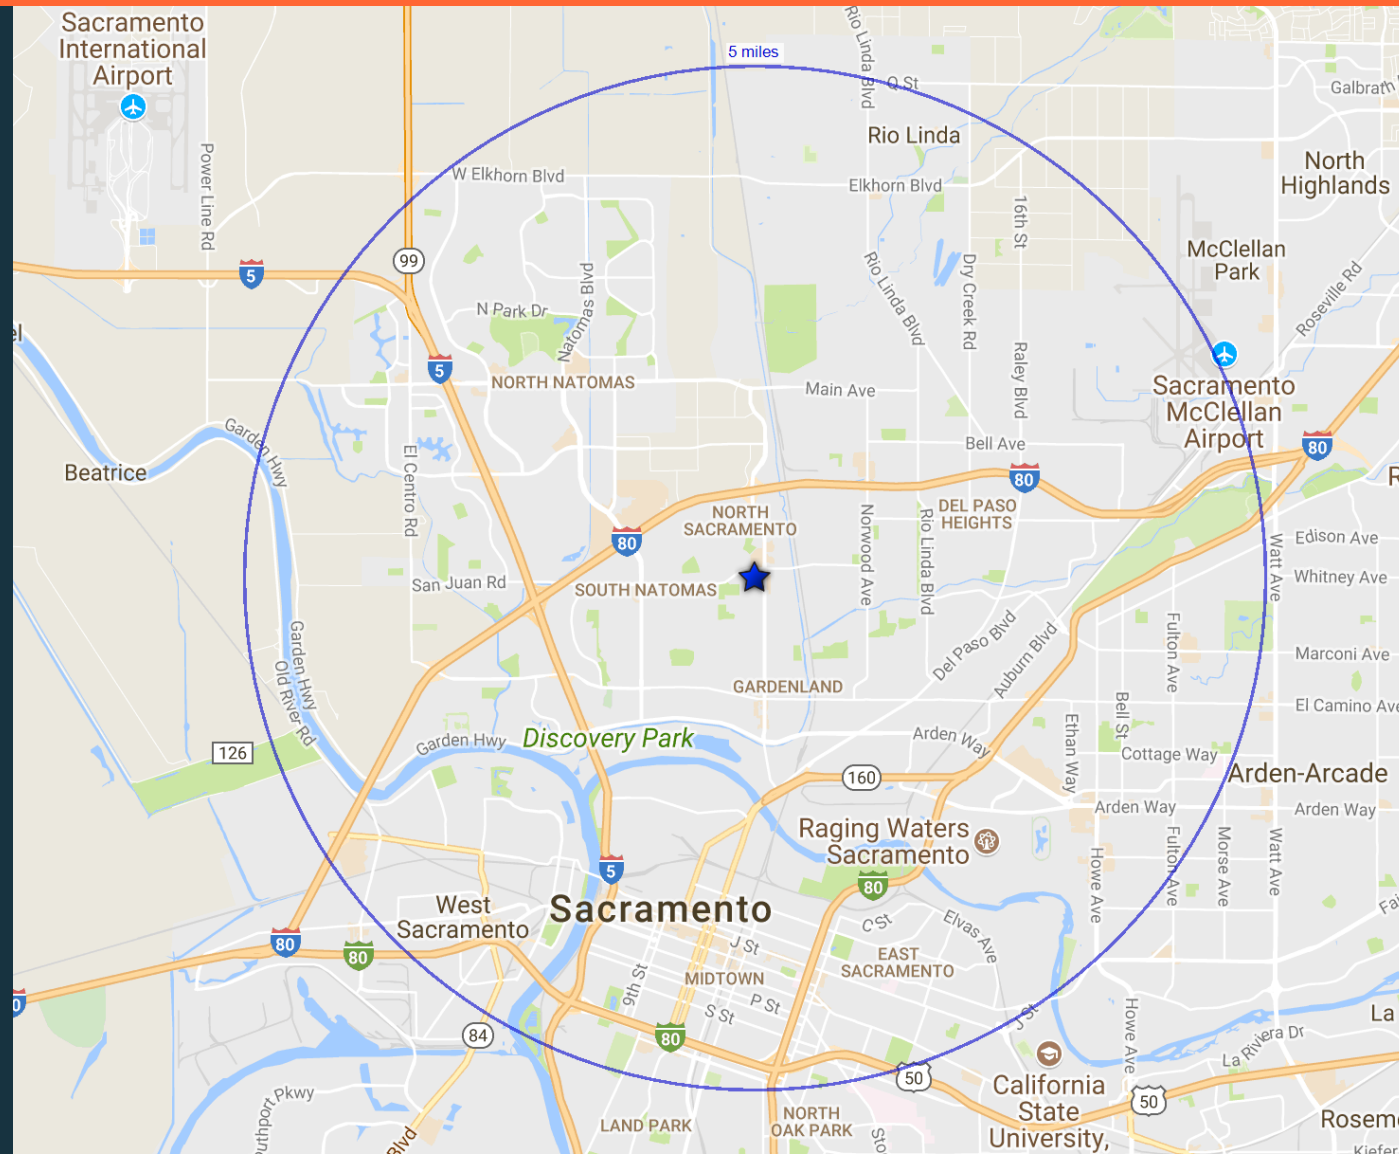 Sacramento
International
Airport
5 miles
Rio Linda Blvd
Q St
Galbrath
Rio Linda
North
Highlands
Power Line Rd
W Elkhorn Blvd
Elkhorn Blvd
16th St
99
5
McClellan
Park
Rio Linda Blvd
Dry Creek Rd
Roseville Rd
N Park Dr
Natomas Blvd
5
NORTH NATOMAS
Main Ave
Raley Blvd
Sacramento
McClellan
Airport
Garden Hwy
Beatrice
El Centro Rd
Bell Ave
80
80
NORTH
SACRAMENTO
DEL PASO
HEIGHTS
80
Norwood Ave
Rio Linda Blvd
Watt Ave
Edison Ave
Whitney Ave
San Juan Rd
SOUTH NATOMAS
Garden Hwy
Old River Rd
Del Paso Blvd
Auburn Blvd
Fulton Ave
Marconi Ave
GARDENLAND
Bell St
El Camino Ave
126
Garden Hwy
Discovery Park
Arden Way
Ethan Way
Cottage Way
Arden-Arcade
160
Arden Way
Arden Way
Raging Waters
Sacramento
5
80
Howe Ave
Fulton Ave
Morse Ave
Watt Ave
West
Sacramento
Sacramento
80
80
C St
Elvas Ave
J St
EAST
SACRAMENTO
9th St
MIDTOWN
P St
S St
J St
84
80
Howe Ave
La Riviera Dr
La
50
California
State
University,
50
Pkwy
LAND PARK
NORTH
OAK PARK
Blvd
Rosem
Kiefer